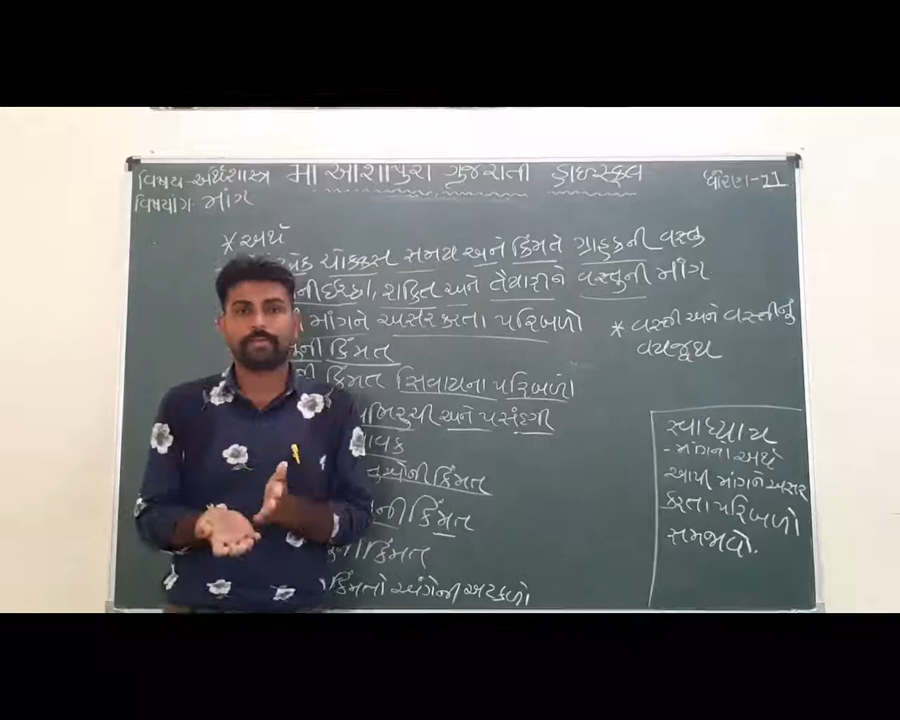 વિષય-અર્થશાસ્ત્ર મા આશાપુરા ગુજરાતી હાઇસ્કૂલ ધોરણ-11
વિષયાંગ- માંગ
* અર્થ
એક ચોક્કસ સમય અને કિંમતે ગ્રાહકની વસ્તુ
ની ઈચ્છા, શક્તિ અને તૈયારીને વસ્તુની માંગ
માંગને અસર કરતા પરિબળો
ની કિંમત
કિંમત સિવાયના પરિબળો
ભિરુચી અને પસંદગી
આવક
ની કિંમત
ની કિંમત
ની કિંમત
કિંમતો અંગેની અટકળો
* વસ્તી અને વસ્તીનું
વયજૂથ
સ્વાધ્યાય
- માંગનો અર્થ
આપી માંગને અસર
કરતા પરિબળો
સમજાવો.